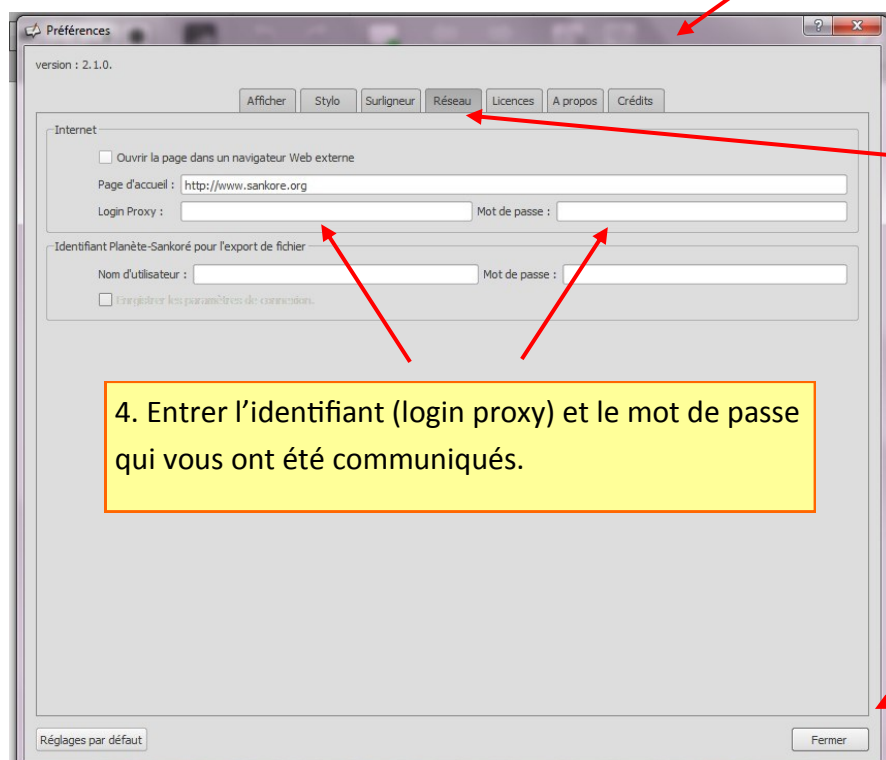 Préférences
version : 2.1.0.
Afficher Stylo Surligneur Réseau Licences A propos Crédits
Internet
Ouvrir la page dans un navigateur Web externe
Page d'accueil : http://www.sankore.org
Login Proxy : Mot de passe :
Identifiant Planète-Sankoré pour l'export de fichier
Nom d'utilisateur : Mot de passe :
Enregistrer les paramètres de connexion.
4. Entrer l’identifiant (login proxy) et le mot de passe
qui vous ont été communiqués.
Réglages par défaut Fermer